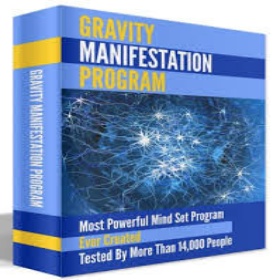 GRAVITY
MANIFESTATION
PROGRAM
Most Powerful Mind Set Program
Ever Created
Tested By More Than 14,000 People
GRAVITY MANIFESTATION PROGRAM